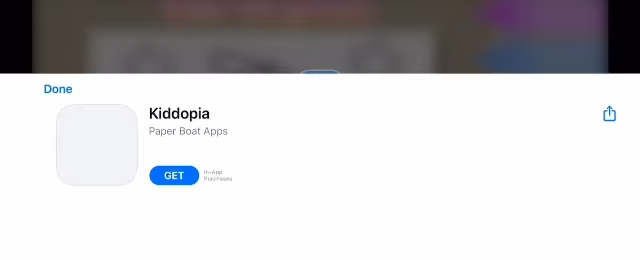 Done
Kiddopia
Paper Boat Apps
GET
In-App
Purchases